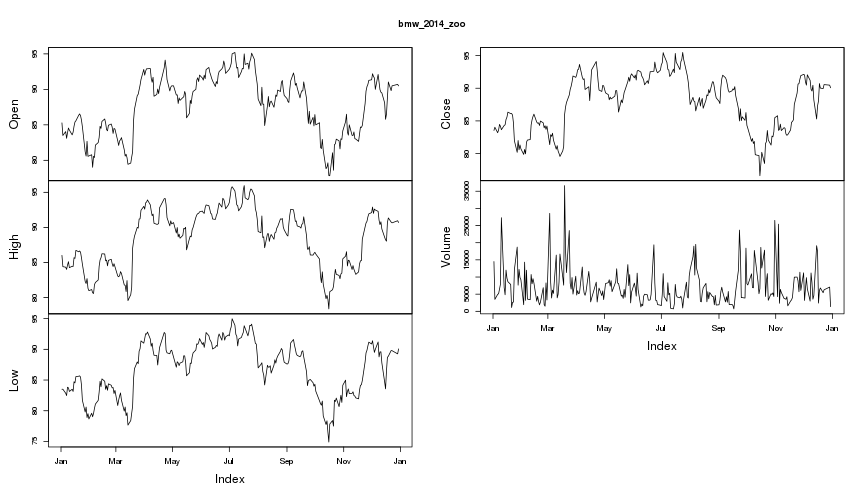 bmw_2014_zoo
Open
80 85 90 95
High
80 85 90 95
Low
75 80 85 90 95
Jan Mar May Jul Sep Nov Jan
Index
Close
80 85 90 95
Volume
0 5000 15000 25000 35000
Jan Mar May Jul Sep Nov Jan
Index